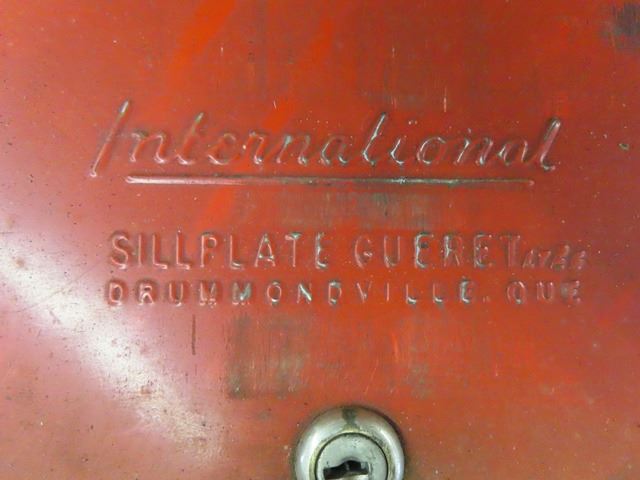 International
SILLPLATE GUERET
DRUMMONDVILLE. QUE